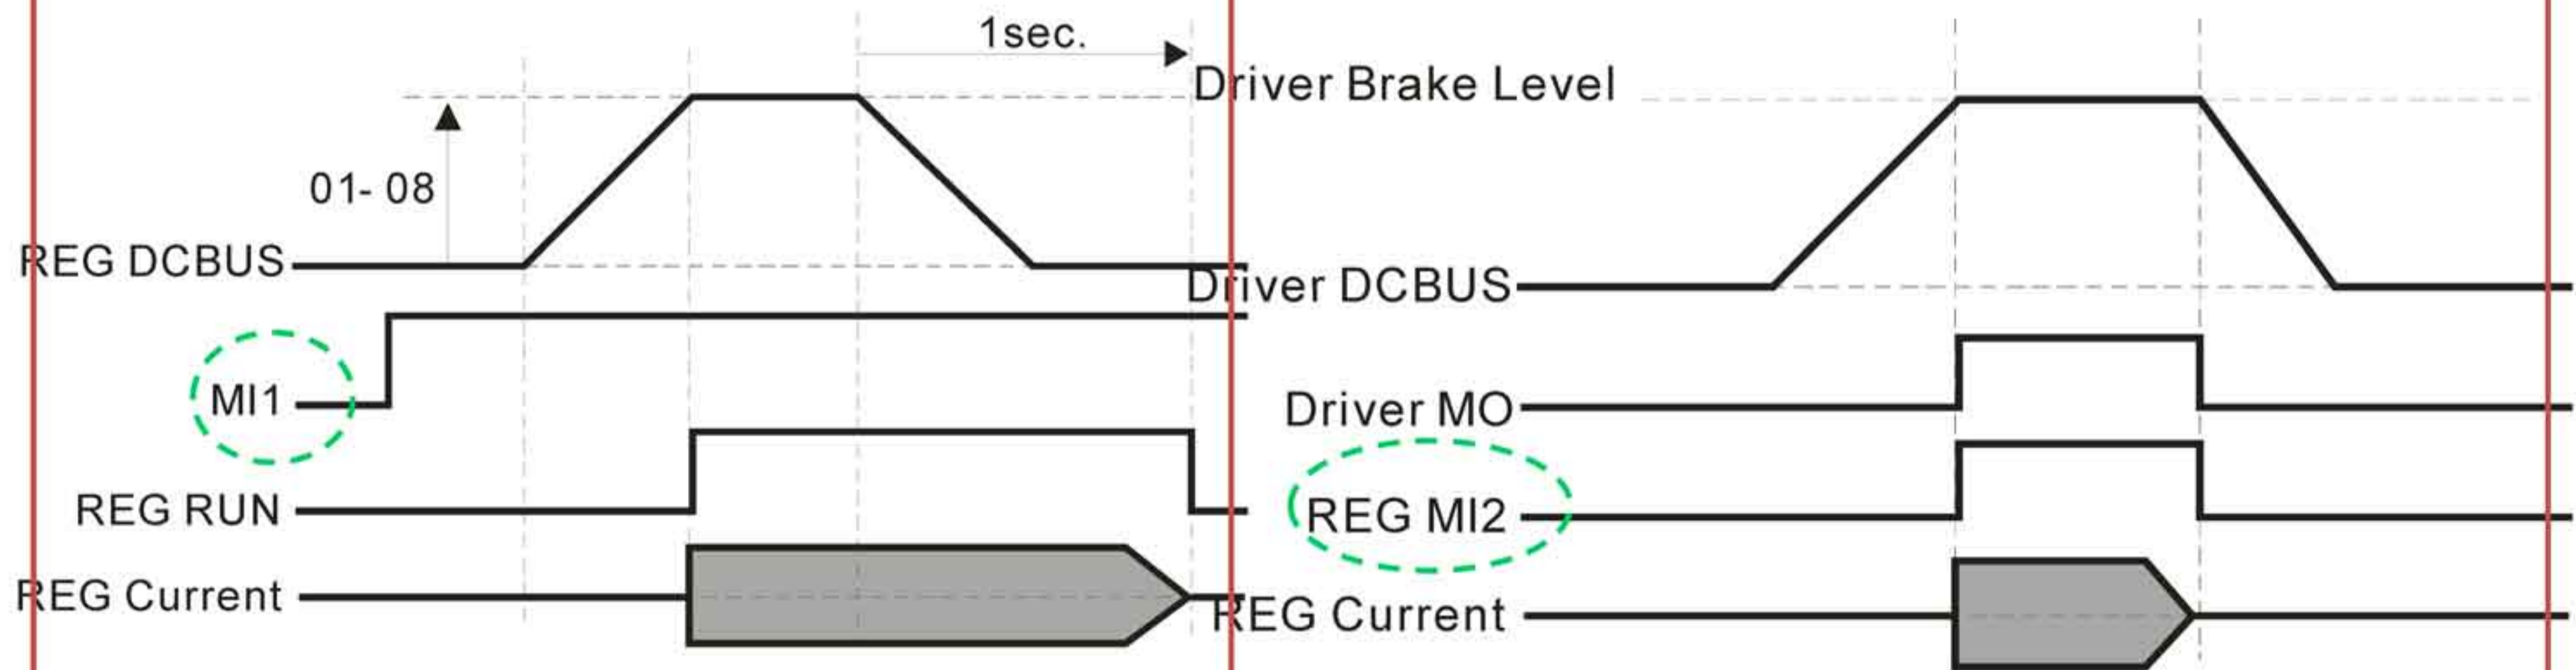 1sec.
01- 08
REG DCBUS
MI1
REG RUN
REG Current
Driver Brake Level
Driver DCBUS
Driver MO
REG MI2
REG Current